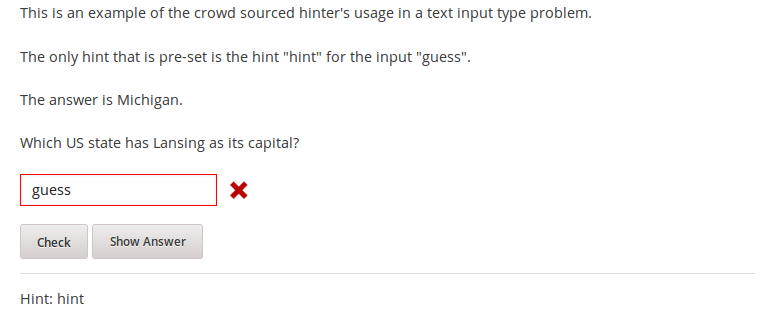 This is an example of the crowd sourced hinter's usage in a text input type problem.
The only hint that is pre-set is the hint "hint" for the input "guess".
The answer is Michigan.
Which US state has Lansing as its capital?
guess
Check Show Answer
Hint: hint